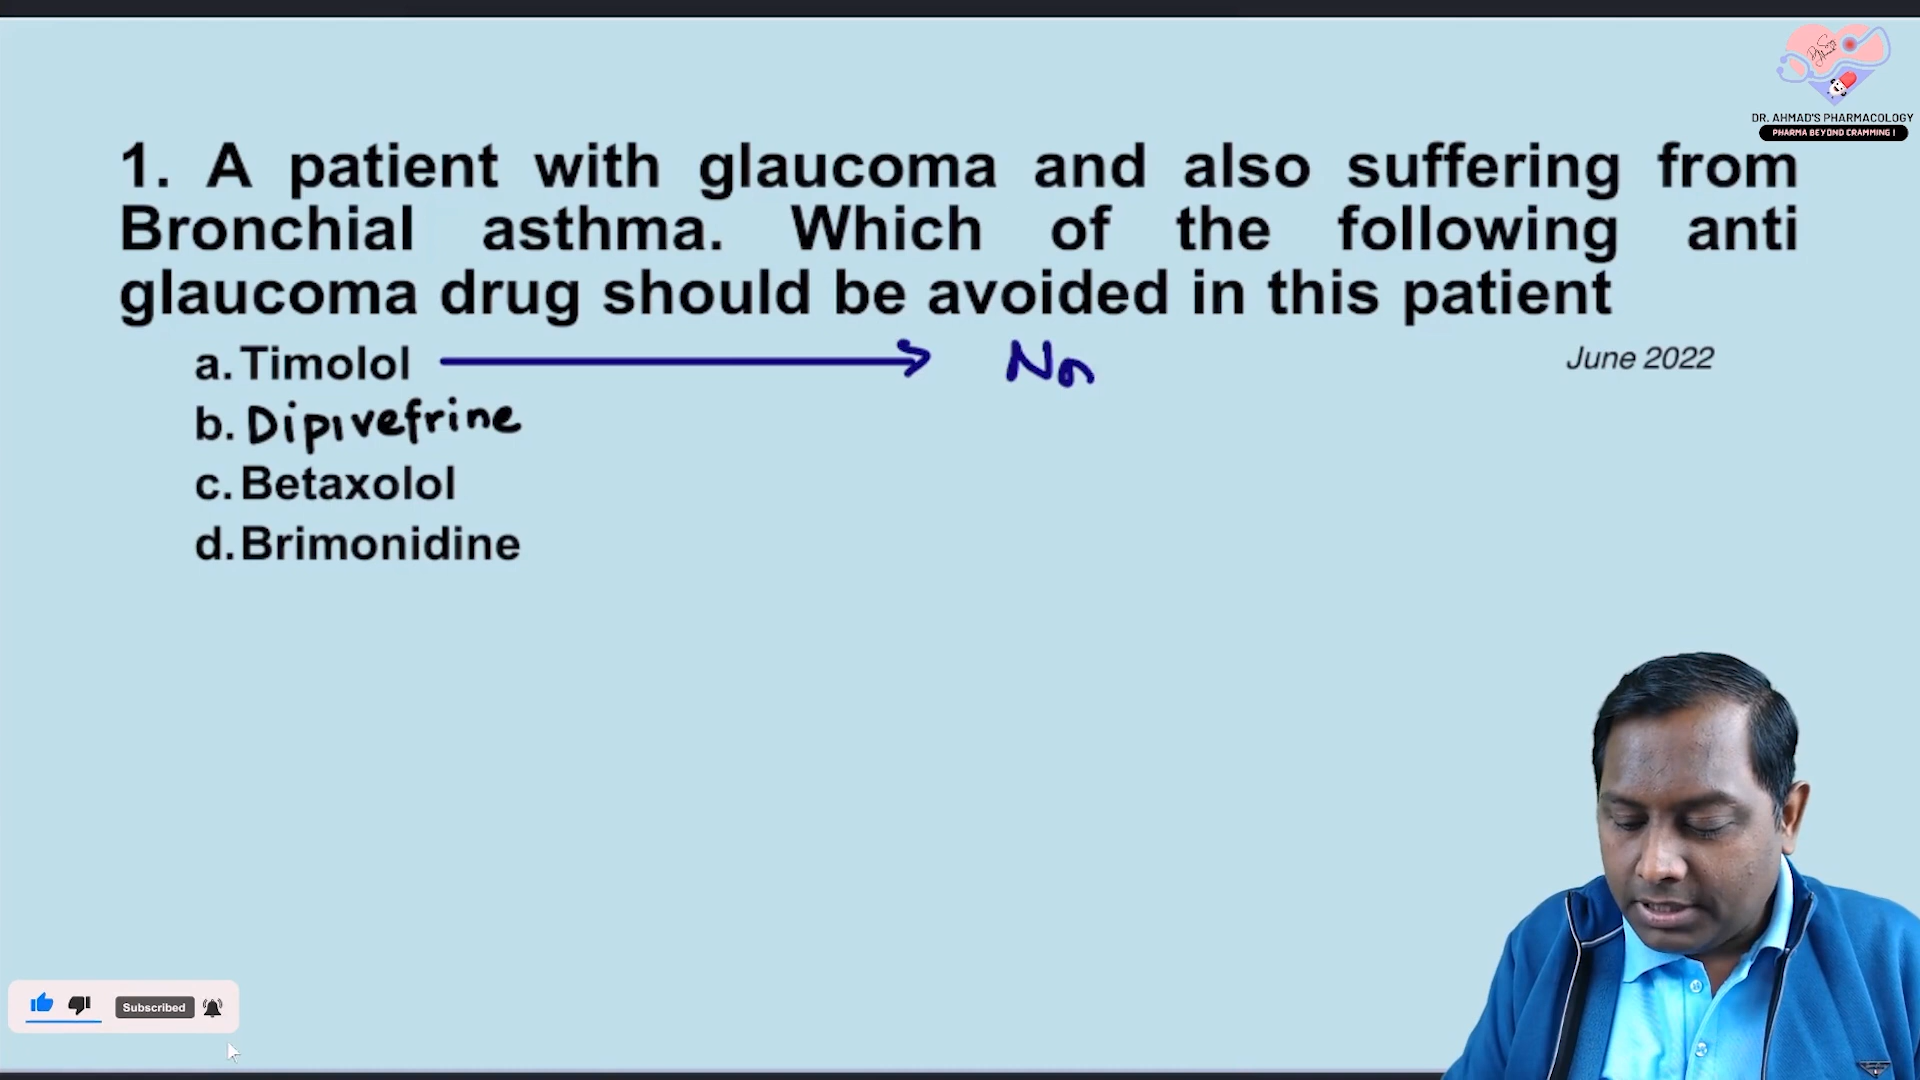 DR. AHMAD'S PHARMACOLOGY
PHARMA BEYOND CRAMMING !
1. A patient with glaucoma and also suffering from
Bronchial asthma. Which of the following anti
glaucoma drug should be avoided in this patient
a. Timolol → No
June 2022
b. Dipivefrine
c. Betaxolol
d. Brimonidine
Subscribed